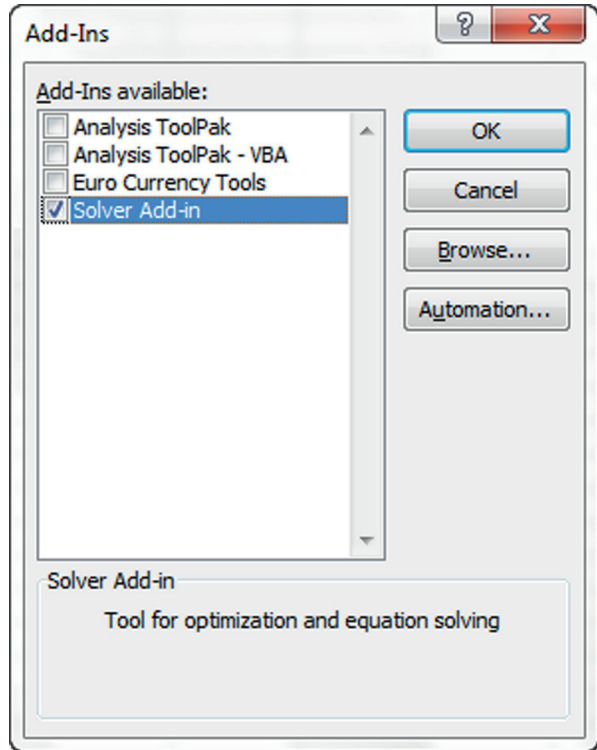 Add-Ins
?
X
Add-Ins available:
Analysis ToolPak
Analysis ToolPak - VBA
Euro Currency Tools
Solver Add-in
OK
Cancel
Browse...
Automation...
Solver Add-in
Tool for optimization and equation solving